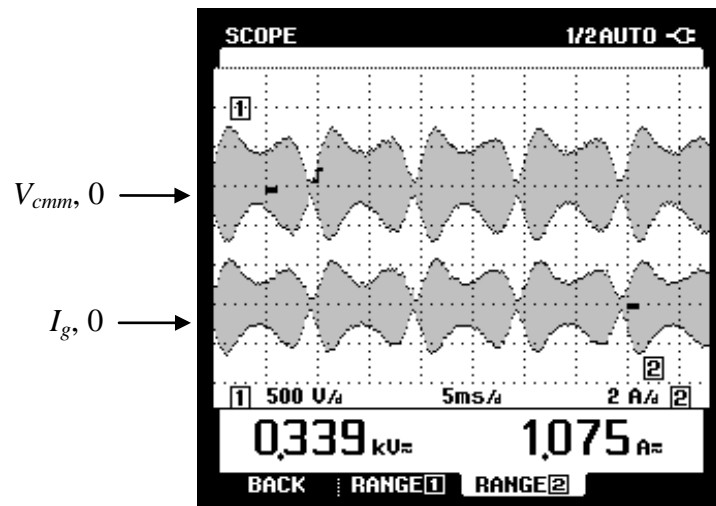 SCOPE 1/2AUTO
1
Vcmm, 0
Ig, 0
2
1 500 V/d 5ms/d 2 A/d 2
0,339 kV≂ 1,075 A≂
BACK RANGE1 RANGE2